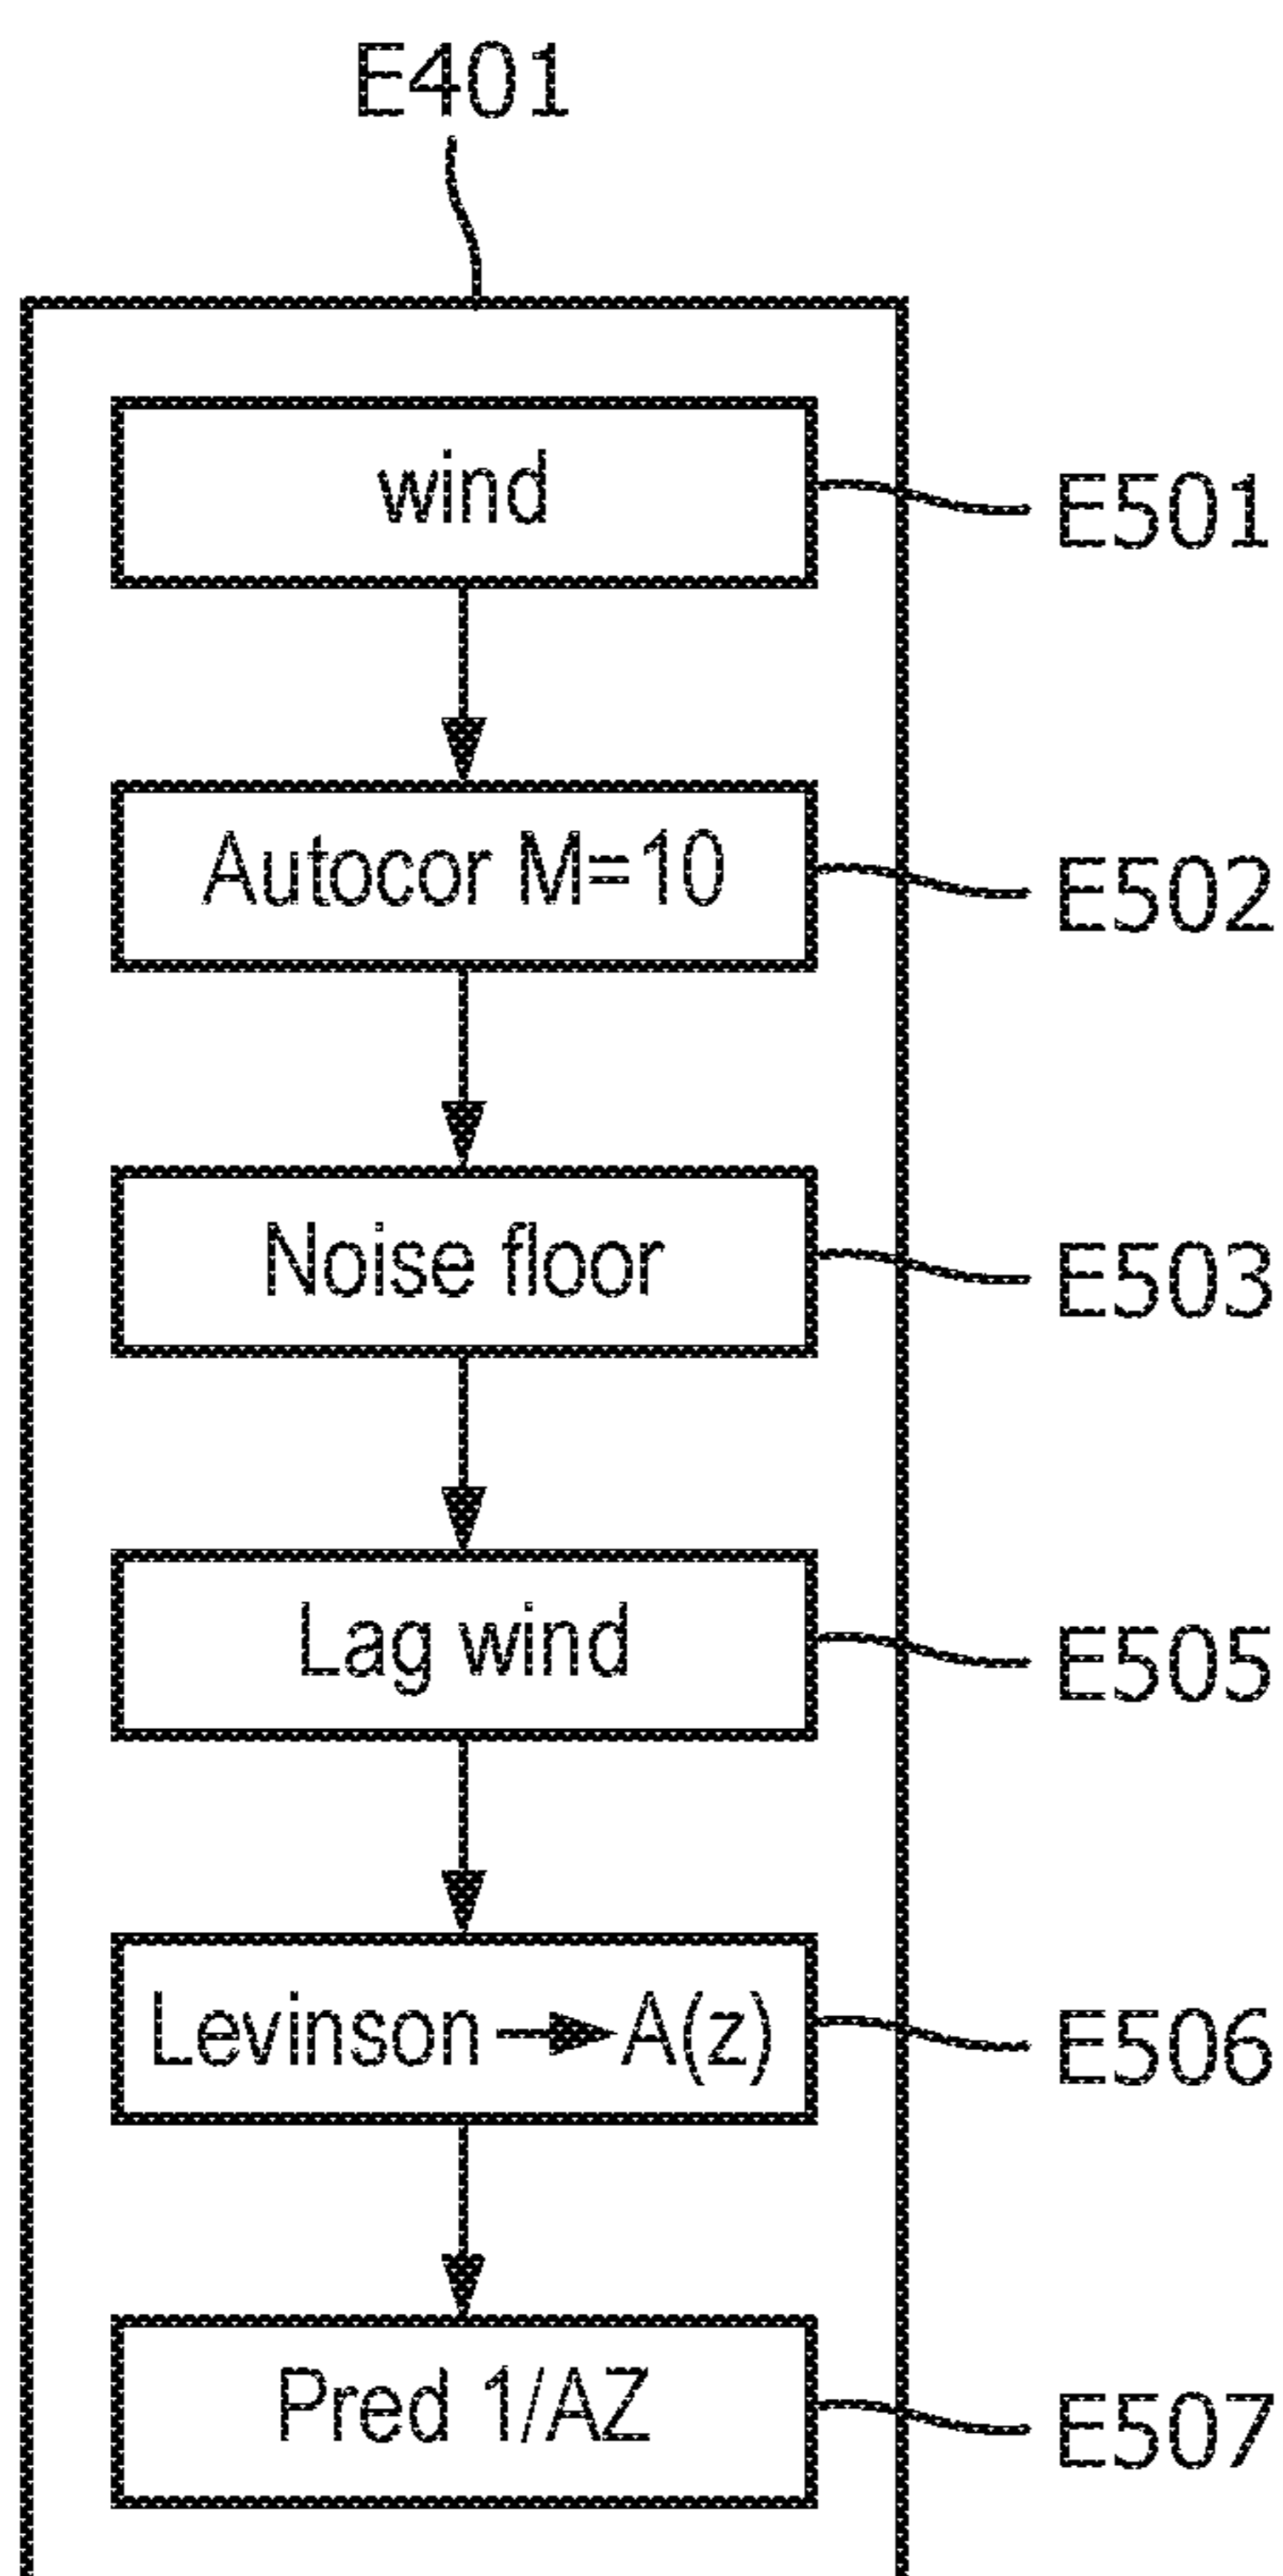 E401
wind
E501
Autocor M=10
E502
Noise floor
E503
Lag wind
E505
Levinson → A(z)
E506
Pred 1/AZ
E507